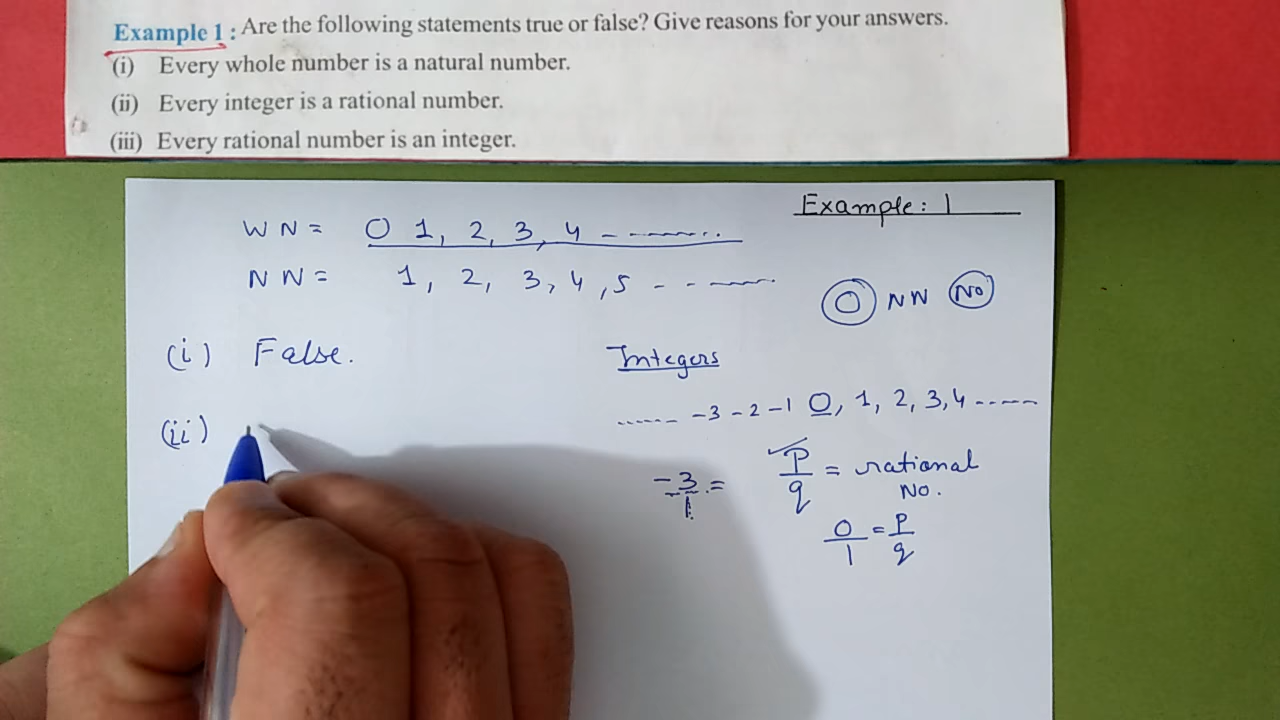 Example 1 : Are the following statements true or false? Give reasons for your answers.
(i) Every whole number is a natural number.
(ii) Every integer is a rational number.
(iii) Every rational number is an integer.
Example: 1
W N = 0 1, 2, 3, 4 - ........
N N = 1, 2, 3, 4, 5 - - ........
0 NW No
(i) False.
Integers
...... -3 -2 -1 0, 1, 2, 3, 4 ......
(ii)
-3/1 =
P/q = rational No.
0/1 = P/q